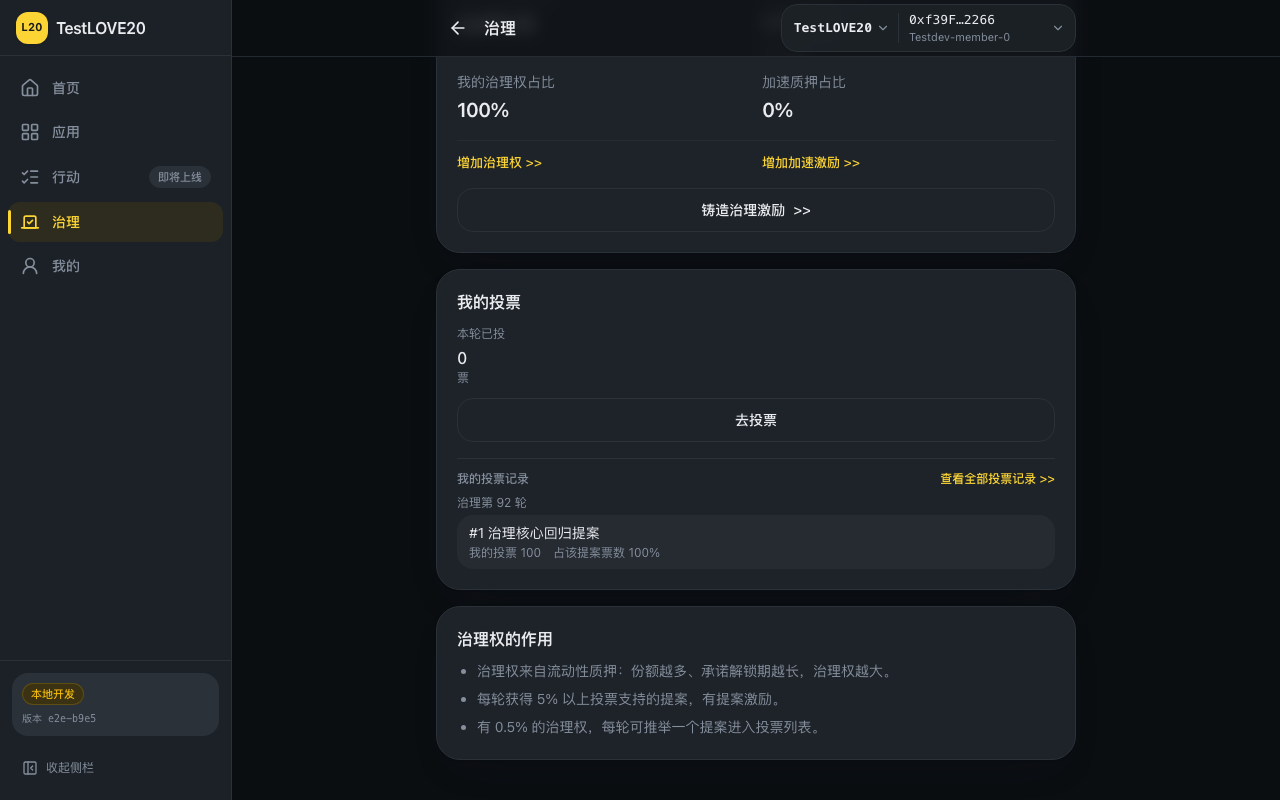 L20 TestLOVE20
首页
应用
行动 即将上线
治理
我的
本地开发
版本 e2e-b9e5
收起侧栏
治理
TestLOVE20
0xf39F…2266
Testdev-member-0
我的治理权占比 加速质押占比
100% 0%
增加治理权 >> 增加加速激励 >>
铸造治理激励 >>
我的投票
本轮已投
0
票
去投票
我的投票记录 查看全部投票记录 >>
治理第 92 轮
#1 治理核心回归提案
我的投票 100 占该提案票数 100%
治理权的作用
• 治理权来自流动性质押：份额越多、承诺解锁期越长，治理权越大。
• 每轮获得 5% 以上投票支持的提案，有提案激励。
• 有 0.5% 的治理权，每轮可推举一个提案进入投票列表。